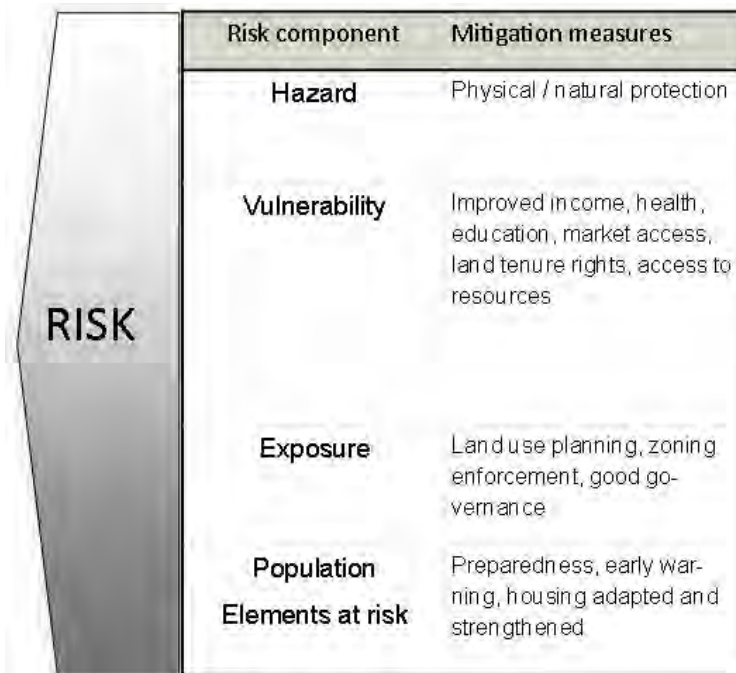 Risk component Mitigation measures
Hazard Physical / natural protection
Vulnerability Improved income, health,
education, market access,
land tenure rights, access to
resources
RISK
Exposure Land use planning, zoning
enforcement, good go-
vernance
Population Preparedness, early war-
ning, housing adapted and
Elements at risk strengthened